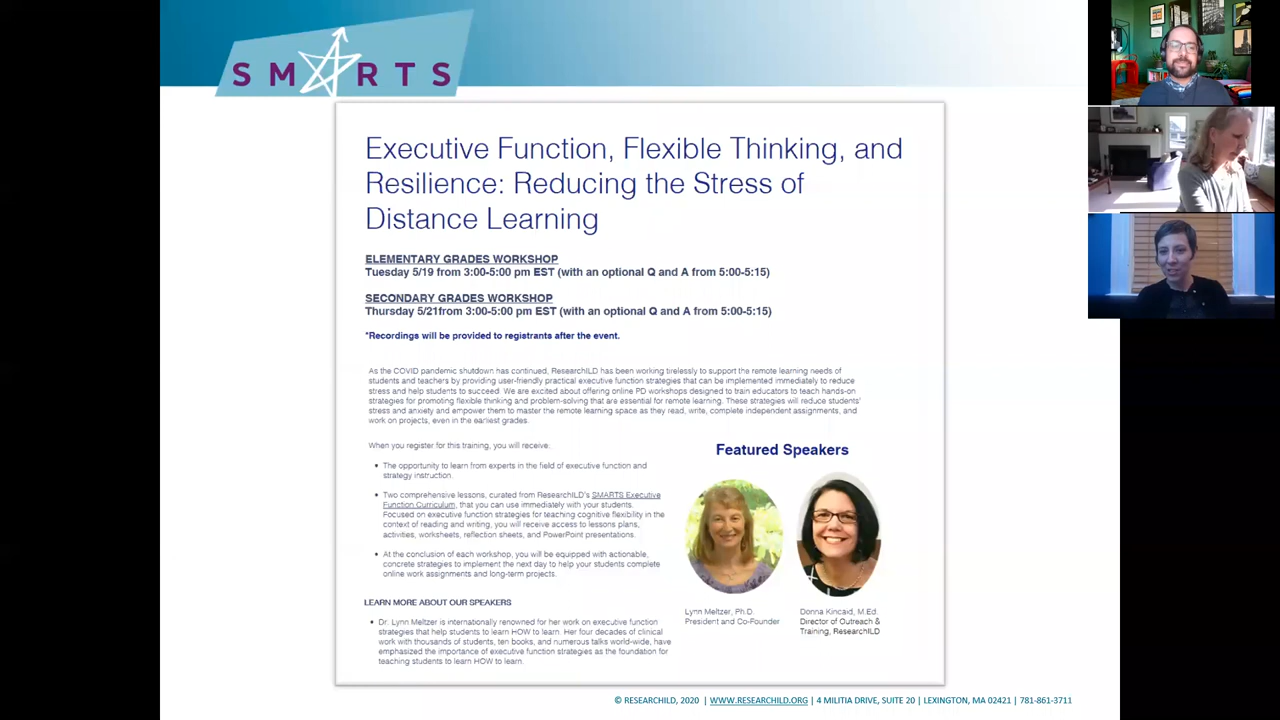 SMARTS
Executive Function, Flexible Thinking, and
Resilience: Reducing the Stress of
Distance Learning
ELEMENTARY GRADES WORKSHOP
Tuesday 5/19 from 3:00-5:00 pm EST (with an optional Q and A from 5:00-5:15)
SECONDARY GRADES WORKSHOP
Thursday 5/21from 3:00-5:00 pm EST (with an optional Q and A from 5:00-5:15)
*Recordings will be provided to registrants after the event.
As the COVID pandemic shutdown has continued, ResearchILD has been working tirelessly to support the remote learning needs of
students and teachers by providing user-friendly practical executive function strategies that can be implemented immediately to reduce
stress and help students to succeed. We are excited about offering online PD workshops designed to train educators to teach hands-on
strategies for promoting flexible thinking and problem-solving that are essential for remote learning. These strategies will reduce students'
stress and anxiety and empower them to master the remote learning space as they read, write, complete independent assignments, and
work on projects, even in the earliest grades.
When you register for this training, you will receive:
• The opportunity to learn from experts in the field of executive function and
strategy instruction.
• Two comprehensive lessons, curated from ResearchILD's SMARTS Executive
Function Curriculum, that you can use immediately with your students.
Focused on executive function strategies for teaching cognitive flexibility in the
context of reading and writing, you will receive access to lessons plans,
activities, worksheets, reflection sheets, and PowerPoint presentations.
• At the conclusion of each workshop, you will be equipped with actionable,
concrete strategies to implement the next day to help your students complete
online work assignments and long-term projects.
LEARN MORE ABOUT OUR SPEAKERS
• Dr. Lynn Meltzer is internationally renowned for her work on executive function
strategies that help students to learn HOW to learn. Her four decades of clinical
work with thousands of students, ten books, and numerous talks world-wide, have
emphasized the importance of executive function strategies as the foundation for
teaching students to learn HOW to learn.
Featured Speakers
Lynn Meltzer, Ph.D.
President and Co-Founder
Donna Kincaid, M.Ed.
Director of Outreach &
Training, ResearchILD
© RESEARCHILD, 2020 | WWW.RESEARCHILD.ORG | 4 MILITIA DRIVE, SUITE 20 | LEXINGTON, MA 02421 | 781-861-3711